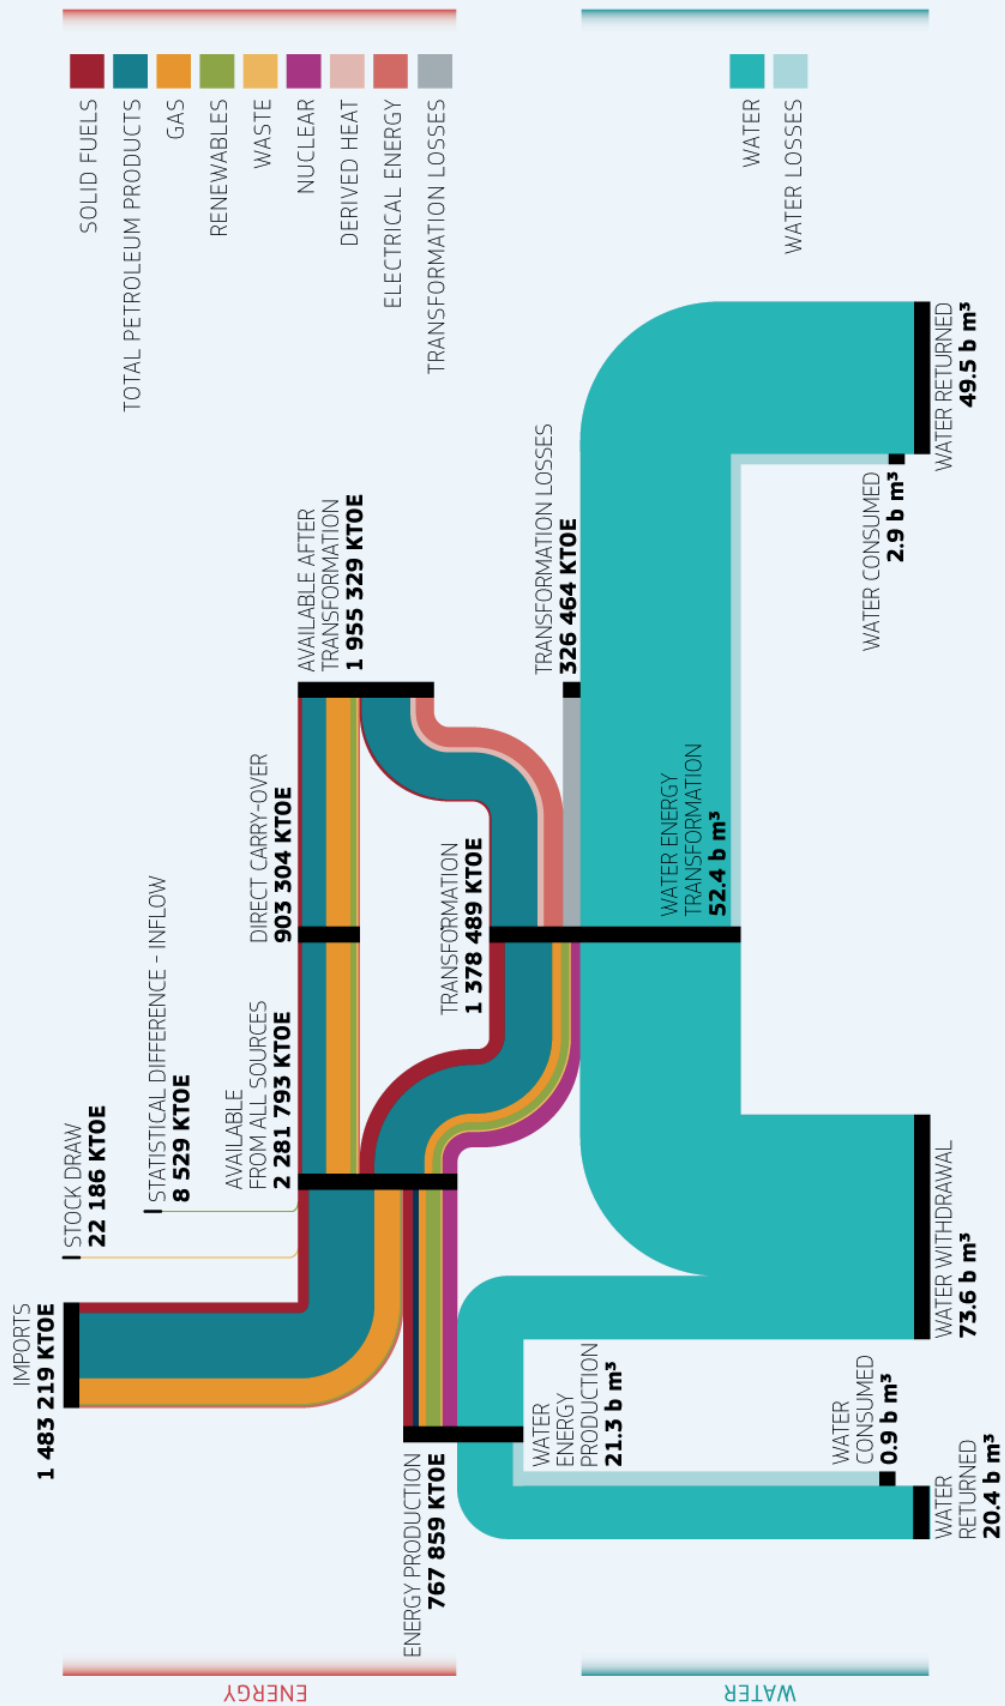 ENERGY
WATER
IMPORTS
1 483 219 KTOE
STOCK DRAW
22 186 KTOE
STATISTICAL DIFFERENCE - INFLOW
8 529 KTOE
AVAILABLE
FROM ALL SOURCES
2 281 793 KTOE
DIRECT CARRY-OVER
903 304 KTOE
AVAILABLE AFTER
TRANSFORMATION
1 955 329 KTOE
ENERGY PRODUCTION
767 859 KTOE
TRANSFORMATION
1 378 489 KTOE
TRANSFORMATION LOSSES
326 464 KTOE
WATER
ENERGY
PRODUCTION
21.3 b m³
WATER ENERGY
TRANSFORMATION
52.4 b m³
WATER
CONSUMED
0.9 b m³
WATER
RETURNED
20.4 b m³
WATER WITHDRAWAL
73.6 b m³
WATER CONSUMED
2.9 b m³
WATER RETURNED
49.5 b m³
SOLID FUELS
TOTAL PETROLEUM PRODUCTS
GAS
RENEWABLES
WASTE
NUCLEAR
DERIVED HEAT
ELECTRICAL ENERGY
TRANSFORMATION LOSSES
WATER
WATER LOSSES